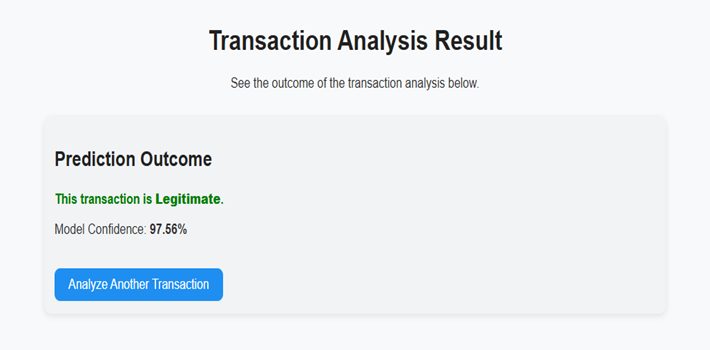 Transaction Analysis Result
See the outcome of the transaction analysis below.
Prediction Outcome
This transaction is Legitimate.
Model Confidence: 97.56%
Analyze Another Transaction